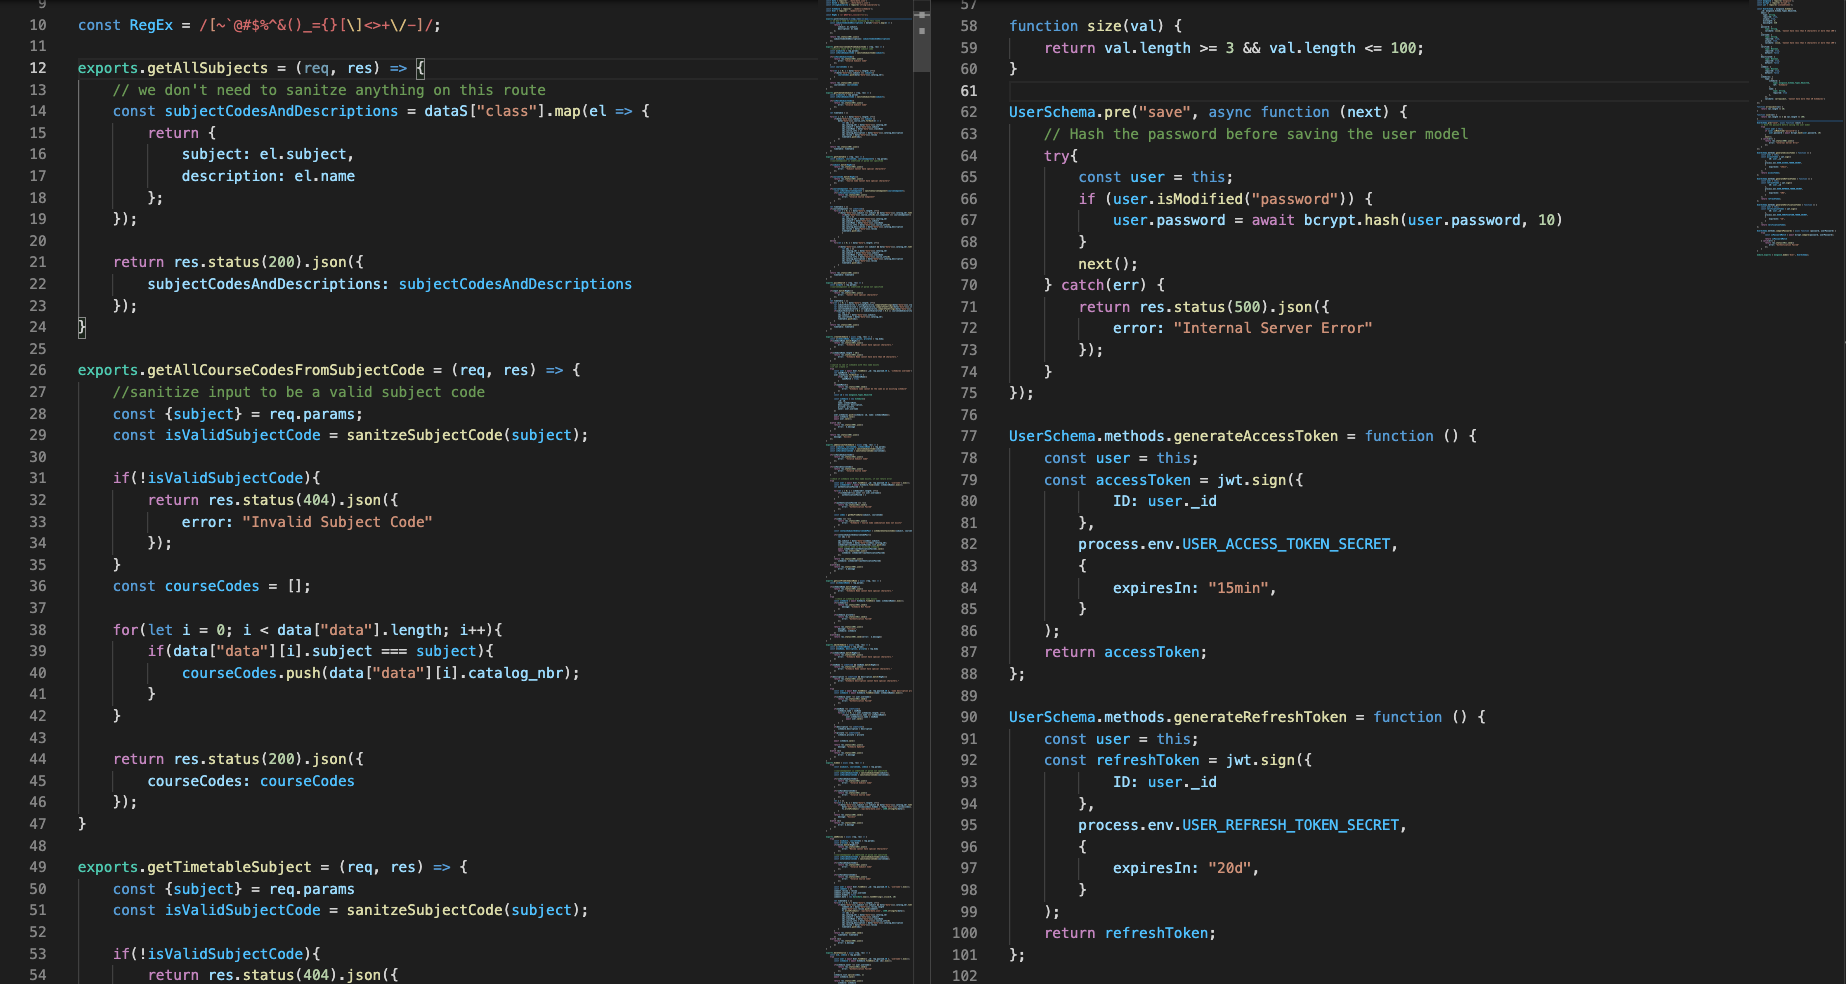 9
10 const RegEx = /[~`@#$%^&()_={}[\]<>+\/-]/;
11
12 exports.getAllSubjects = (req, res) => {
13     // we don't need to sanitze anything on this route
14     const subjectCodesAndDescriptions = dataS["class"].map(el => {
15         return {
16             subject: el.subject,
17             description: el.name
18         };
19     });
20
21     return res.status(200).json({
22         subjectCodesAndDescriptions: subjectCodesAndDescriptions
23     });
24 }
25
26 exports.getAllCourseCodesFromSubjectCode = (req, res) => {
27     //sanitize input to be a valid subject code
28     const {subject} = req.params;
29     const isValidSubjectCode = sanitzeSubjectCode(subject);
30
31     if(!isValidSubjectCode){
32         return res.status(404).json({
33             error: "Invalid Subject Code"
34         });
35     }
36     const courseCodes = [];
37
38     for(let i = 0; i < data["data"].length; i++){
39         if(data["data"][i].subject === subject){
40             courseCodes.push(data["data"][i].catalog_nbr);
41         }
42     }
43
44     return res.status(200).json({
45         courseCodes: courseCodes
46     });
47 }
48
49 exports.getTimetableSubject = (req, res) => {
50     const {subject} = req.params
51     const isValidSubjectCode = sanitzeSubjectCode(subject);
52
53     if(!isValidSubjectCode){
54         return res.status(404).json({
57
58 function size(val) {
59     return val.length >= 3 && val.length <= 100;
60 }
61
62 UserSchema.pre("save", async function (next) {
63     // Hash the password before saving the user model
64     try{
65         const user = this;
66         if (user.isModified("password")) {
67             user.password = await bcrypt.hash(user.password, 10)
68         }
69         next();
70     } catch(err) {
71         return res.status(500).json({
72             error: "Internal Server Error"
73         });
74     }
75 });
76
77 UserSchema.methods.generateAccessToken = function () {
78     const user = this;
79     const accessToken = jwt.sign({
80             ID: user._id
81         },
82         process.env.USER_ACCESS_TOKEN_SECRET,
83         {
84             expiresIn: "15min",
85         }
86     );
87     return accessToken;
88 };
89
90 UserSchema.methods.generateRefreshToken = function () {
91     const user = this;
92     const refreshToken = jwt.sign({
93             ID: user._id
94         },
95         process.env.USER_REFRESH_TOKEN_SECRET,
96         {
97             expiresIn: "20d",
98         }
99     );
100     return refreshToken;
101 };
102